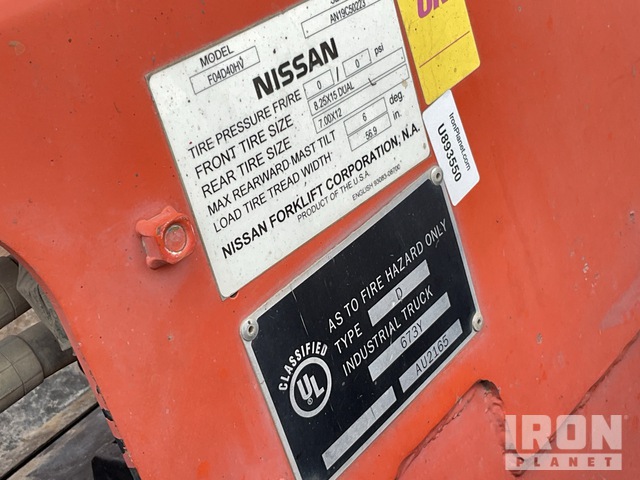 MODEL
F04D40HV
AN19C50223
NISSAN
TIRE PRESSURE FR/RE 0 / 0 psi
FRONT TIRE SIZE 8.25X15 DUAL
REAR TIRE SIZE 7.00X12
MAX REARWARD MAST TILT 6 deg.
LOAD TIRE TREAD WIDTH 56.9 in.
NISSAN FORKLIFT CORPORATION, N.A.
PRODUCT OF THE U.S.A.
IronPlanet.com
U893550
AS TO FIRE HAZARD ONLY
TYPE D
INDUSTRIAL TRUCK
673Y
AU2165
CLASSIFIED
UL
®
IRON
PLANET